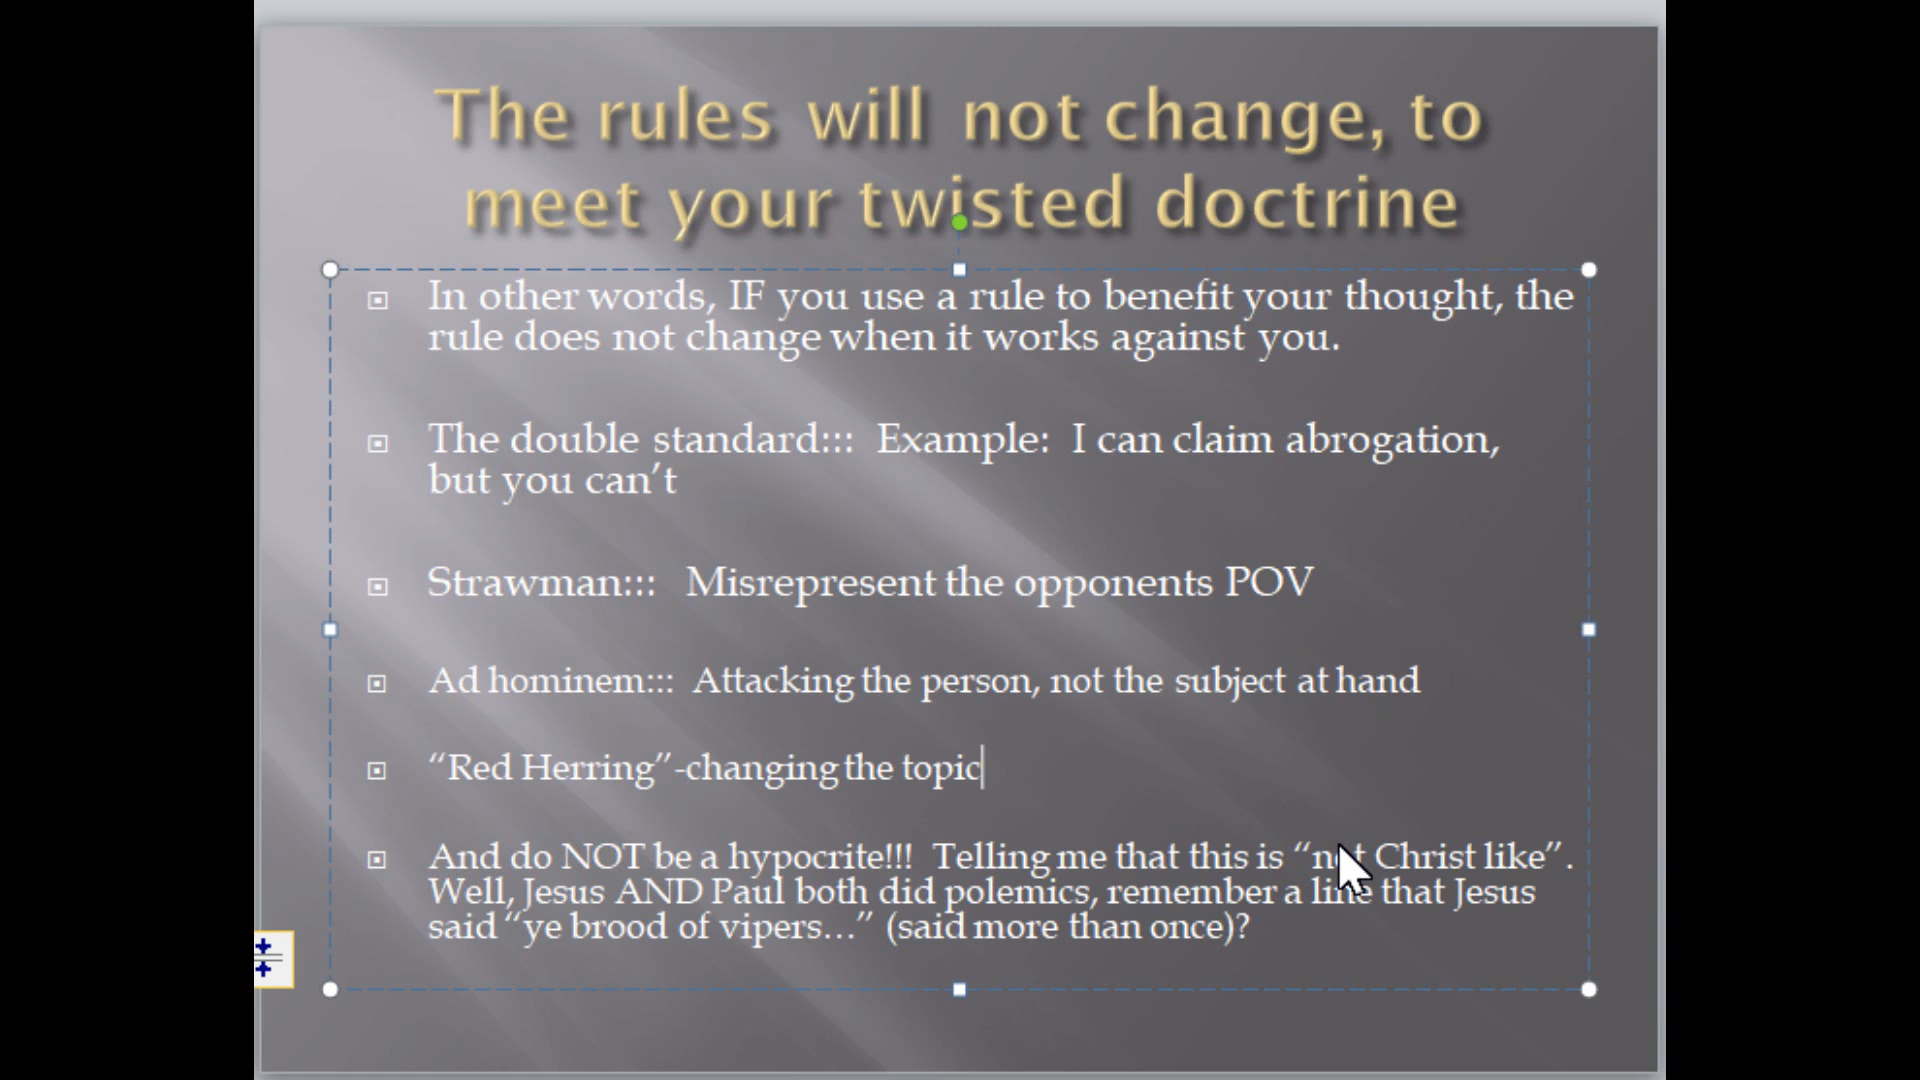 The rules will not change, to
meet your twisted doctrine
In other words, IF you use a rule to benefit your thought, the
rule does not change when it works against you.
The double standard::: Example: I can claim abrogation,
but you can’t
Strawman::: Misrepresent the opponents POV
Ad hominem::: Attacking the person, not the subject at hand
“Red Herring”-changing the topic
And do NOT be a hypocrite!!! Telling me that this is “not Christ like”.
Well, Jesus AND Paul both did polemics, remember a line that Jesus
said “ye brood of vipers…” (said more than once)?